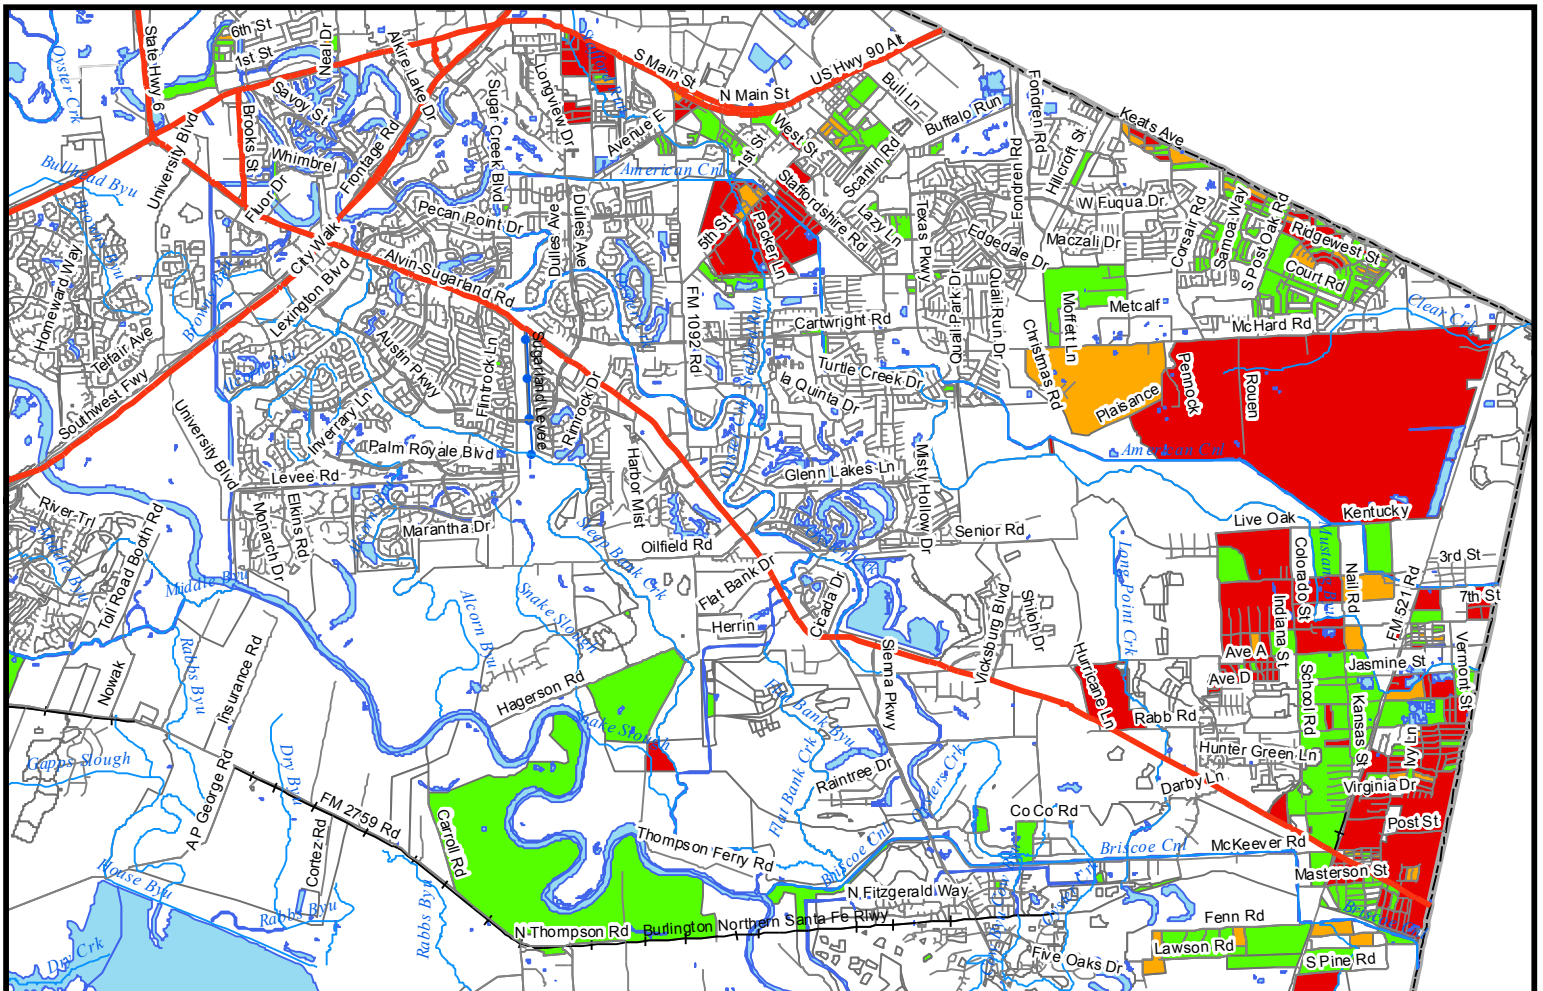 6th St
1st St
Neal Dr
State Hwy 6
Oyster Crk
Alkire Lake Dr
Savoy St
Brooks St
Whimbrel
Frontage Rd
University Blvd
Bullhead Byu
Fluor Dr
City Walk
Sugar Creek Blvd
Longview Dr
Avenue E
S Main St
N Main St
US Hwy 90 Alt
Bull Ln
Buffalo Run
Fondren Rd
Keats Ave
West St
1st St
Scanlin Rd
Staffordshire Rd
American Cnl
Hillcroft St
Fondren Rd
W Fuqua Dr
Corsair Rd
Samoa Way
S Post Oak Rd
Ridgewest St
Court Rd
Pecan Point Dr
Dulles Ave
Dulles Ave
5th St
Packer Ln
Lazy Ln
Texas Pkwy
Edgedale Dr
Maczali Dr
Homeward Way
Alvin-Sugarland Rd
Lexington Blvd
Telfair Ave
Southwest Fwy
Austin Pkwy
Flintrock Ln
Sugarland Levee
Rimrock Dr
FM 1092 Rd
Cartwright Rd
Quail Park Dr
Quail Run Dr
Moffett Ln
Metcalf
McHard Rd
Clear Crk
Christmas Rd
Turtle Creek Dr
la Quinta Dr
Plaisance
Pennock
Rouen
American Cnl
University Blvd
Inverrary Ln
Palm Royale Blvd
Levee Rd
Harbor Mist
Glenn Lakes Ln
Misty Hollow Dr
River-Trl
Toll Road Booth Rd
Monarch Dr
Elkins Rd
Marantha Dr
Oilfield Rd
Senior Rd
Live Oak
Kentucky
Middle Byu
Middle Byu
Steep Bank Crk
Snake Slough
Alcorn Byu
Flat Bank Dr
Herrin
Cicada Dr
Vicksburg Blvd
Shiloh Dr
Long Point Crk
Colorado St
Mustang Byu
Nail Rd
3rd St
7th St
FM 521 Rd
Indiana St
Ave A
Ave D
Jasmine St
Vermont St
Nowak
Insurance Rd
Rabbs Byu
Hagerson Rd
Snake Slough
Sienna Pkwy
Hurricane Ln
Rabb Rd
School Rd
Kansas St
Ivy Ln
Hunter Green Ln
Darby Ln
Virginia Dr
Gapps Slough
AP George Rd
Dry Byu
FM 2759 Rd
Flat Bank Byu
Flat Bank Crk
Raintree Dr
Co Co Rd
Post St
McKeever Rd
Briscoe Cnl
Briscoe Cnl
Masterson St
Carroll Rd
Cortez Rd
Thompson Ferry Rd
N Fitzgerald Way
House Byu
Rabbs Byu
Rabbs Byu
Dry Crk
N Thompson Rd
Burlington Northern Santa Fe Rlwy
Five Oaks Dr
Fenn Rd
Lawson Rd
S Pine Rd